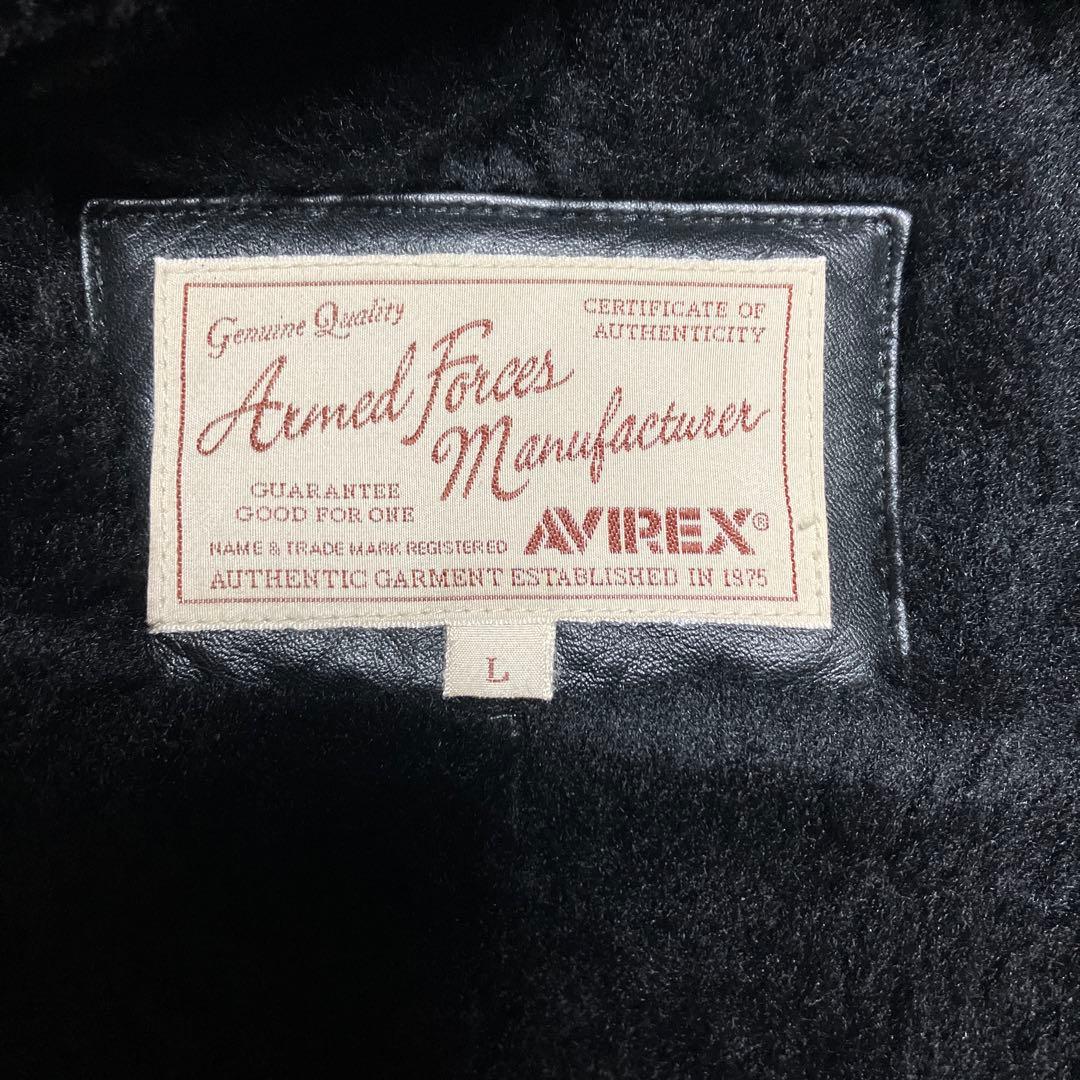 Genuine Quality
CERTIFICATE OF
AUTHENTICITY
Armed Forces
Manufacturer
GUARANTEE
GOOD FOR ONE
AVIREX®
NAME & TRADE MARK REGISTERED
AUTHENTIC GARMENT ESTABLISHED IN 1975
L